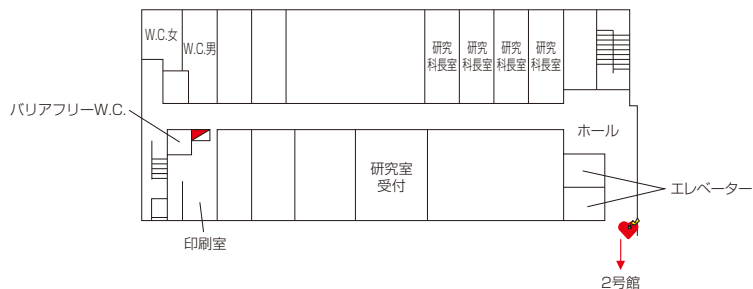 W.C.女
W.C.男
研究
科長室
研究
科長室
研究
科長室
研究
科長室
バリアフリーW.C.
ホール
研究室
受付
エレベーター
印刷室
2号館